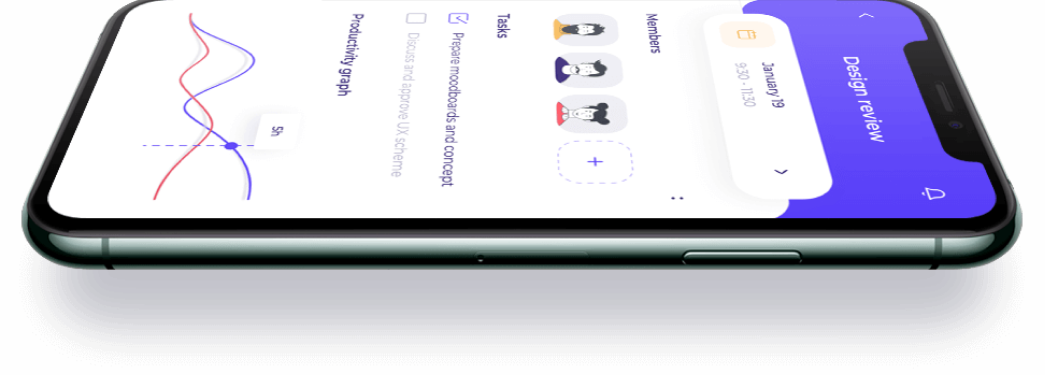 Design review
January 19
9:30 - 11:30
Members
Tasks
Prepare moodboards and concept
Discuss and approve UX scheme
Productivity graph
5h